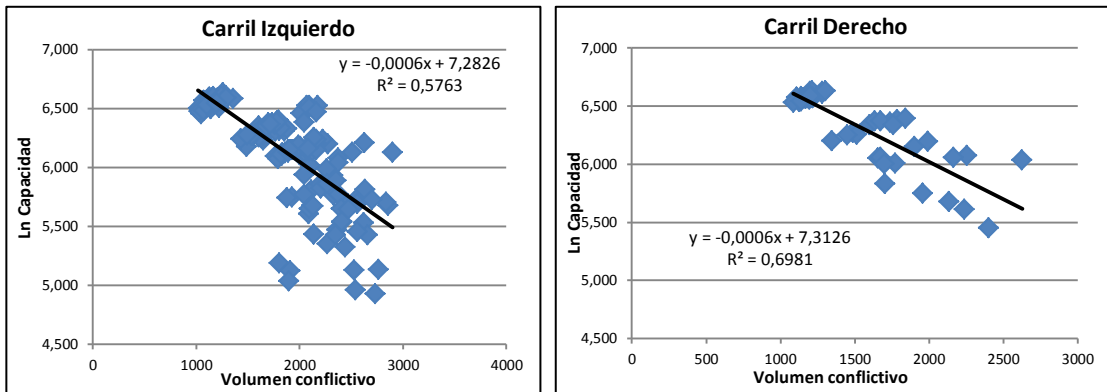 Carril Izquierdo
y = -0,0006x + 7,2826
R² = 0,5763
Ln Capacidad
7,000
6,500
6,000
5,500
5,000
4,500
0
1000
2000
3000
4000
Volumen conflictivo
Carril Derecho
y = -0,0006x + 7,3126
R² = 0,6981
Ln Capacidad
7,000
6,500
6,000
5,500
5,000
4,500
0
500
1000
1500
2000
2500
3000
Volumen conflictivo